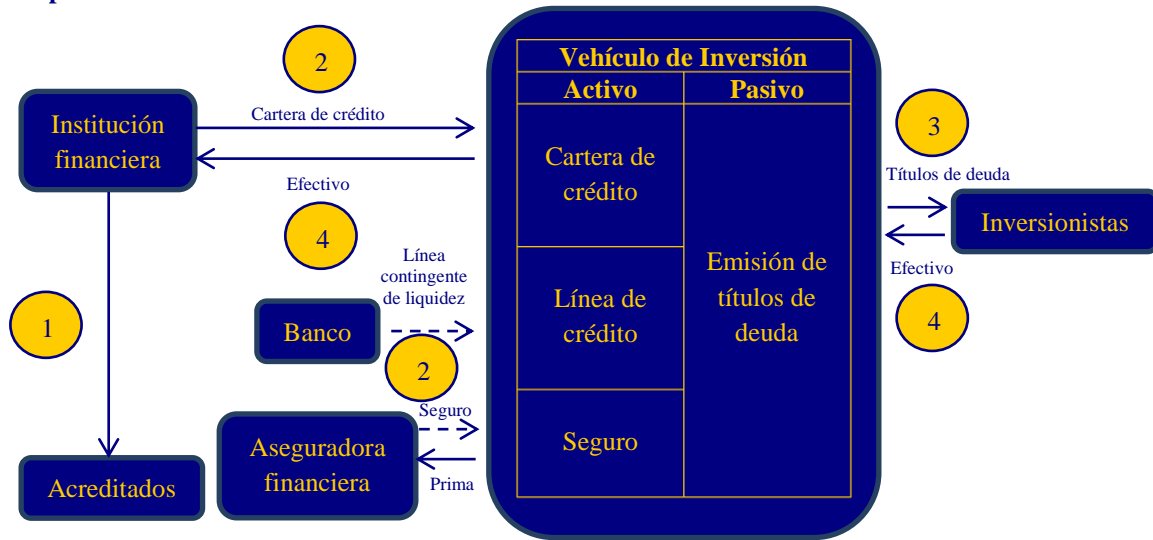 2
Vehículo de Inversión
Activo
Pasivo
Institución
financiera
Cartera de crédito
Efectivo
4
Cartera de
crédito
3
Títulos de deuda
Inversionistas
Efectivo
4
Línea
contingente
de liquidez
Banco
2
Línea de
crédito
Emisión de
títulos de
deuda
1
Seguro
Aseguradora
financiera
Prima
Seguro
Acreditados